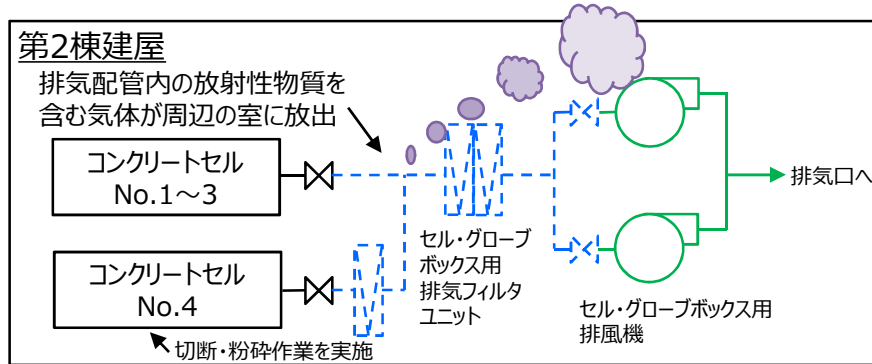 第2棟建屋
排気配管内の放射性物質を
含む気体が周辺の室に放出
コンクリートセル
No.1～3
排気口へ
セル・グローブ
ボックス用
排気フィルタ
ユニット
コンクリートセル
No.4
セル・グローブボックス用
排風機
切断・粉砕作業を実施